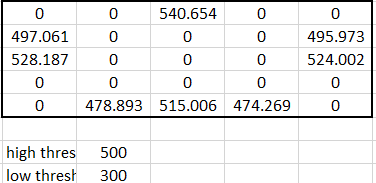 0 0 540.654 0 0
497.061 0 0 0 495.973
528.187 0 0 0 524.002
0 0 0 0 0
0 478.893 515.006 474.269 0
high thres 500
low thresh 300